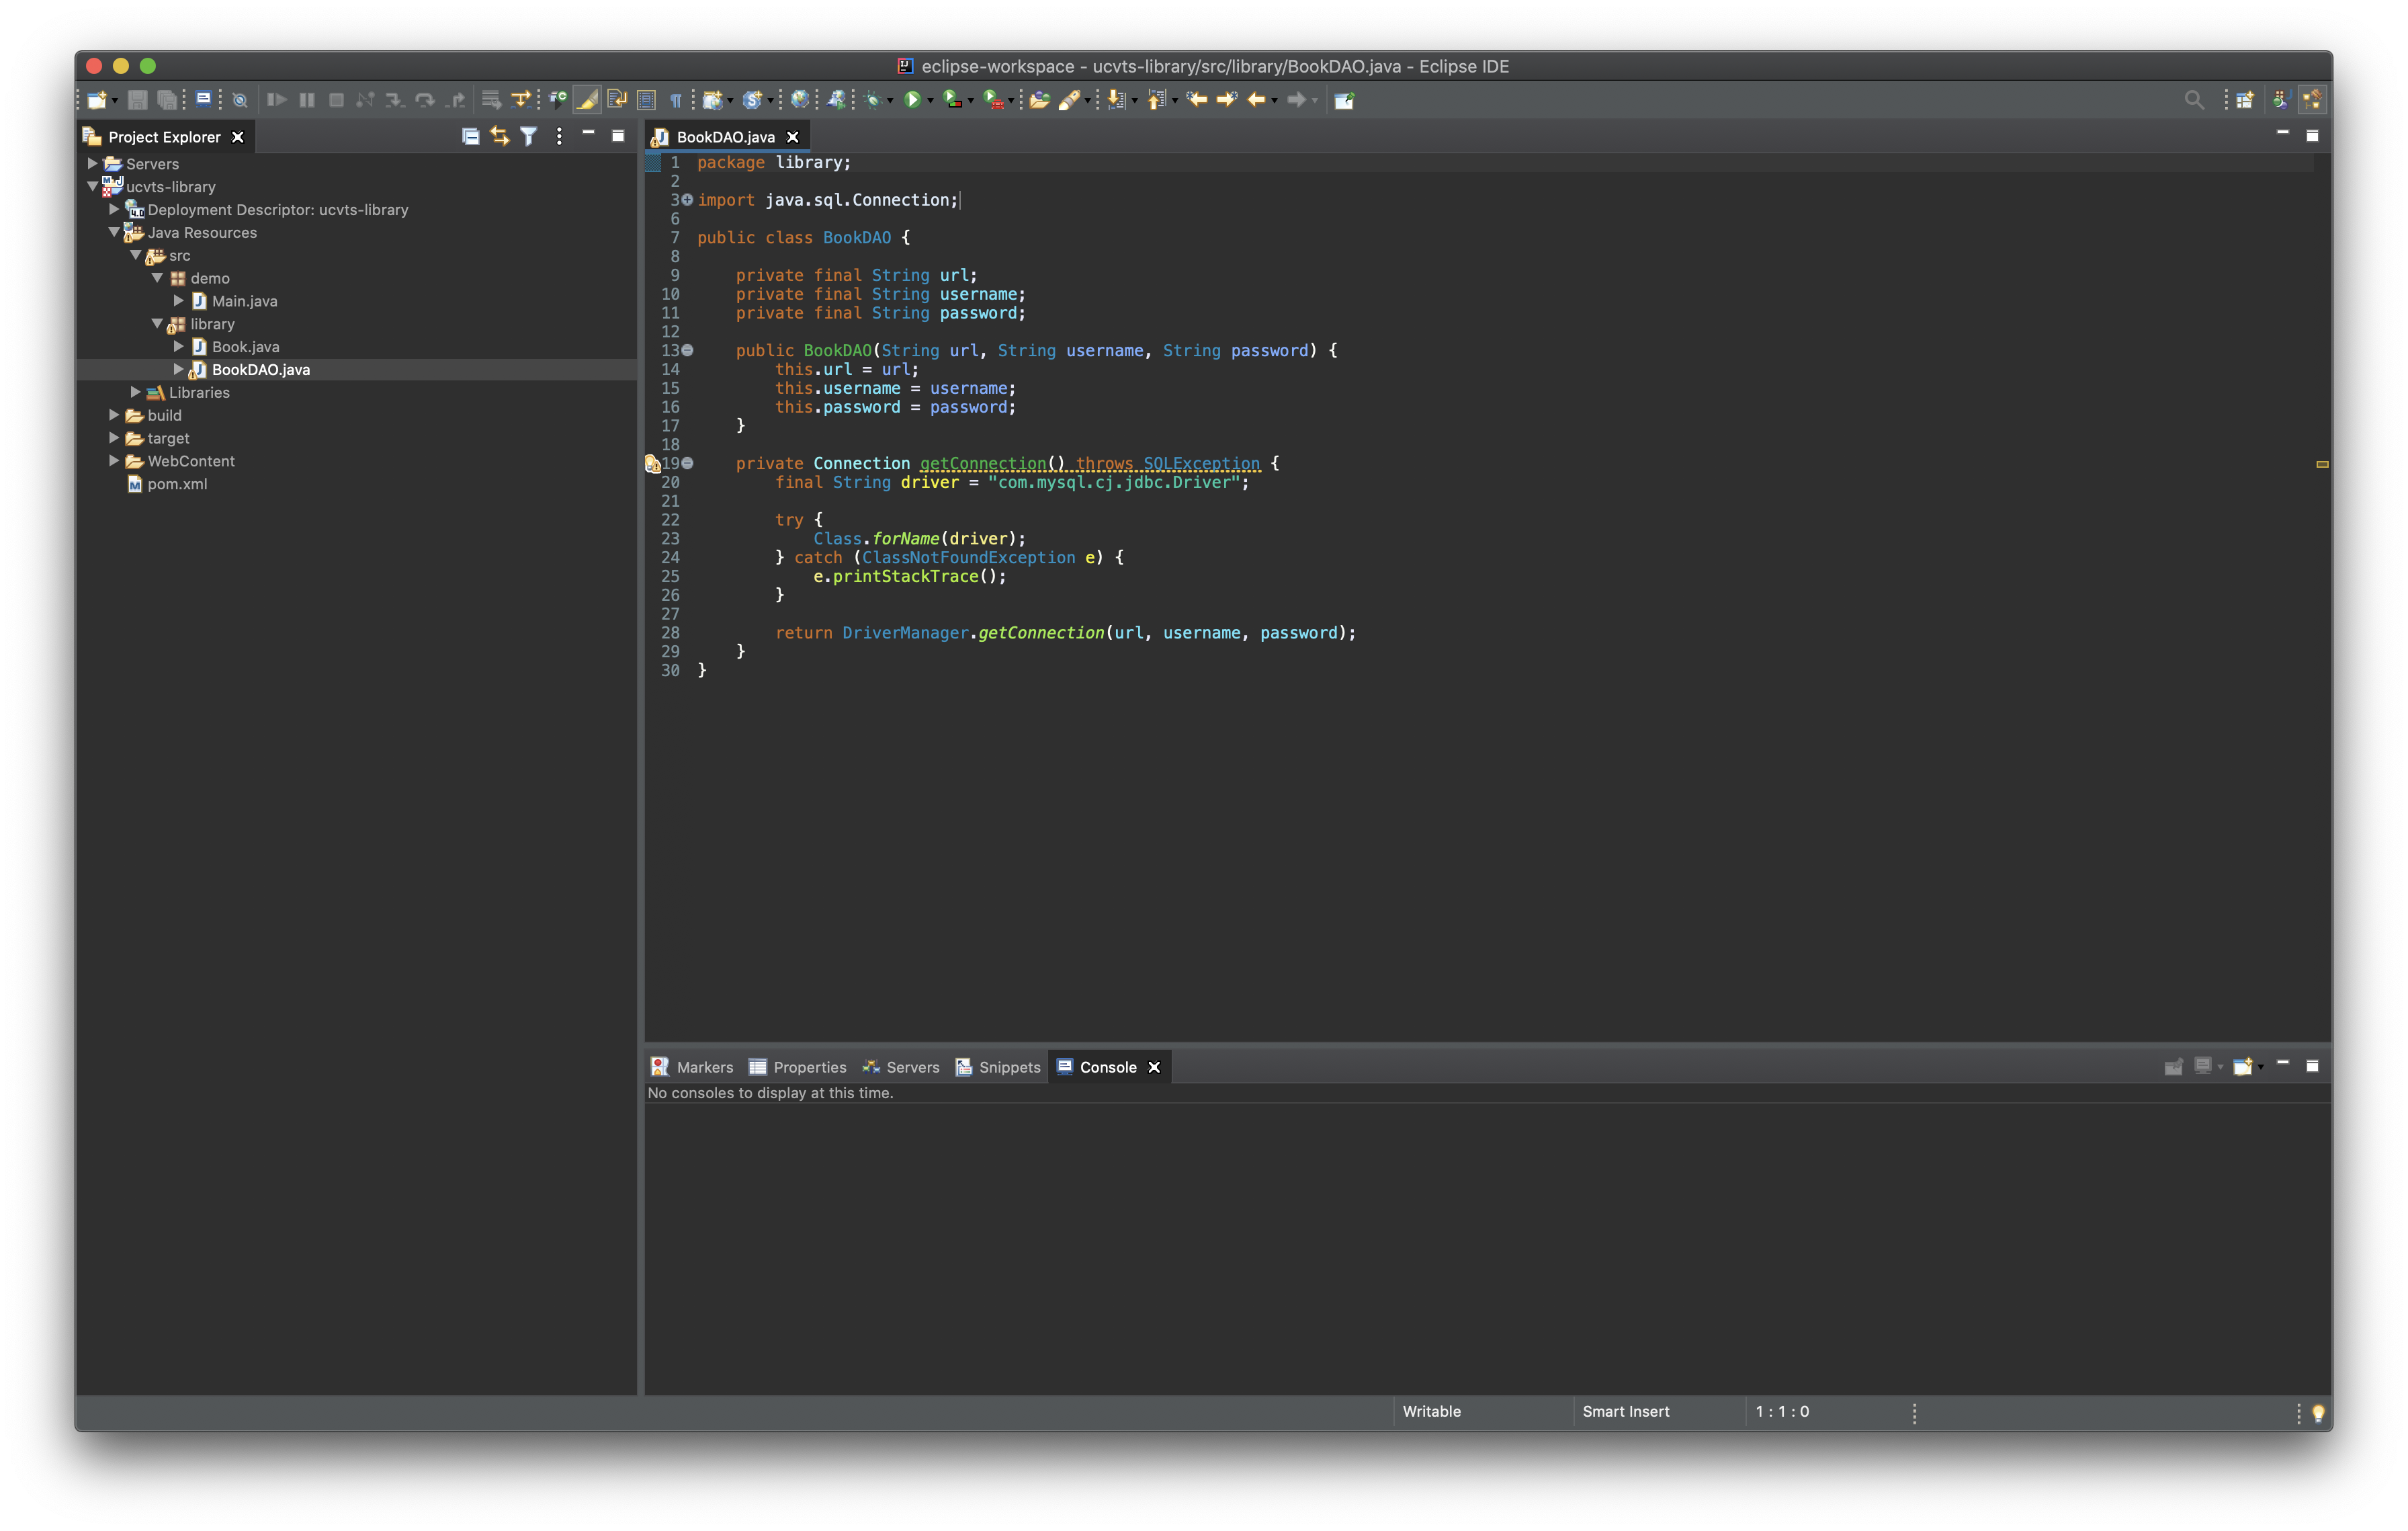 eclipse-workspace - ucvts-library/src/library/BookDAO.java - Eclipse IDE
Project Explorer
Servers
ucvts-library
Deployment Descriptor: ucvts-library
Java Resources
src
demo
Main.java
library
Book.java
BookDAO.java
Libraries
build
target
WebContent
pom.xml
BookDAO.java
1 package library;
2
3 import java.sql.Connection;
6
7 public class BookDAO {
8
9 private final String url;
10 private final String username;
11 private final String password;
12
13 public BookDAO(String url, String username, String password) {
14 this.url = url;
15 this.username = username;
16 this.password = password;
17 }
18
19 private Connection getConnection() throws SQLException {
20 final String driver = "com.mysql.cj.jdbc.Driver";
21
22 try {
23 Class.forName(driver);
24 } catch (ClassNotFoundException e) {
25 e.printStackTrace();
26 }
27
28 return DriverManager.getConnection(url, username, password);
29 }
30 }
Markers Properties Servers Snippets Console
No consoles to display at this time.
Writable Smart Insert 1 : 1 : 0